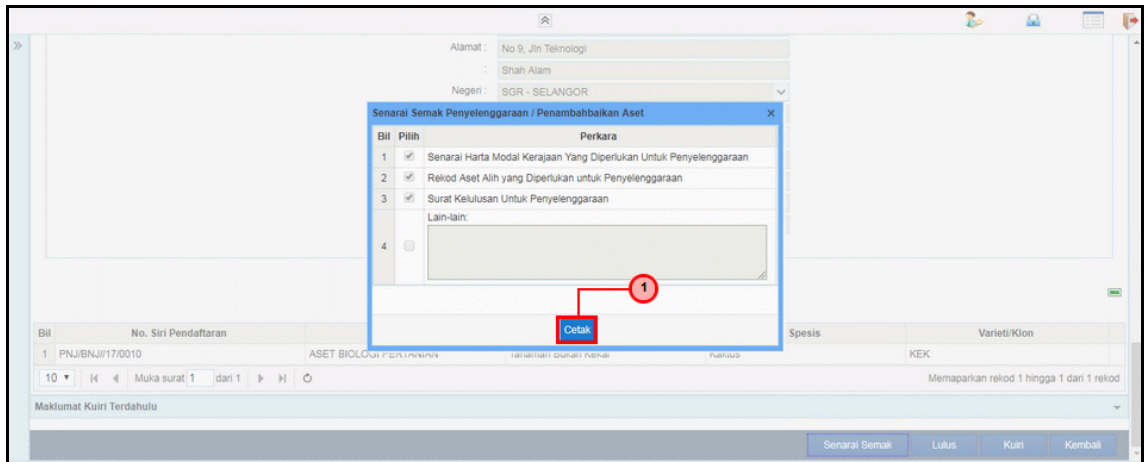 Alamat : No 9, Jln Teknologi
: Shah Alam
Negeri : SGR - SELANGOR
Senarai Semak Penyelenggaraan / Penambahbaikan Aset ×
Bil Pilih Perkara
1 Senarai Harta Modal Kerajaan Yang Diperlukan Untuk Penyelenggaraan
2 Rekod Aset Alih yang Diperlukan untuk Penyelenggaraan
3 Surat Kelulusan Untuk Penyelenggaraan
Lain-lain:
4
1
Cetak
Bil No. Siri Pendaftaran Spesis Varieti/Klon
1 PNJ/BNJ//17/0010 ASET BIOLOGI PERTANIAN Tanaman Bukan Kekal Kaktus KEK
10 Muka surat 1 dari 1 Memaparkan rekod 1 hingga 1 dari 1 rekod
Maklumat Kuiri Terdahulu
Senarai Semak Lulus Kuiri Kembali